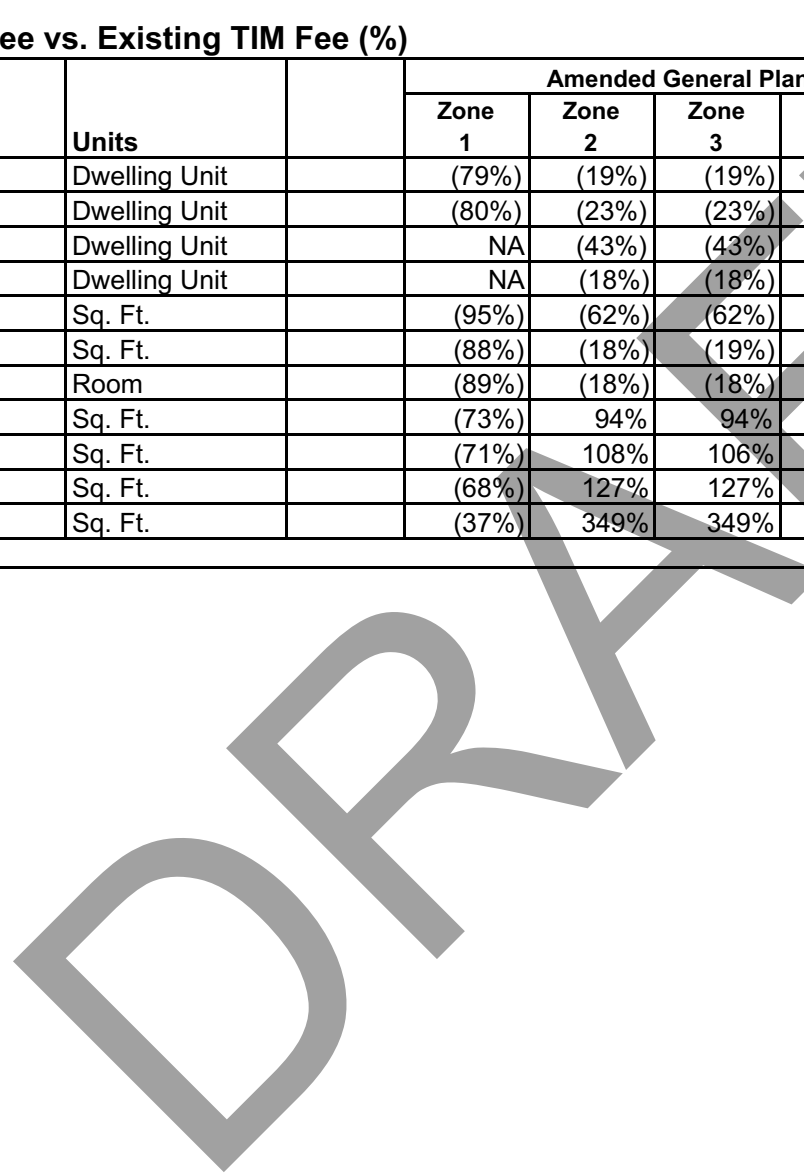 ee vs. Existing TIM Fee (%)
Amended General Plan
Units Zone 1 Zone 2 Zone 3
Dwelling Unit (79%) (19%) (19%)
Dwelling Unit (80%) (23%) (23%)
Dwelling Unit NA (43%) (43%)
Dwelling Unit NA (18%) (18%)
Sq. Ft. (95%) (62%) (62%)
Sq. Ft. (88%) (18%) (19%)
Room (89%) (18%) (18%)
Sq. Ft. (73%) 94% 94%
Sq. Ft. (71%) 108% 106%
Sq. Ft. (68%) 127% 127%
Sq. Ft. (37%) 349% 349%
DRAF